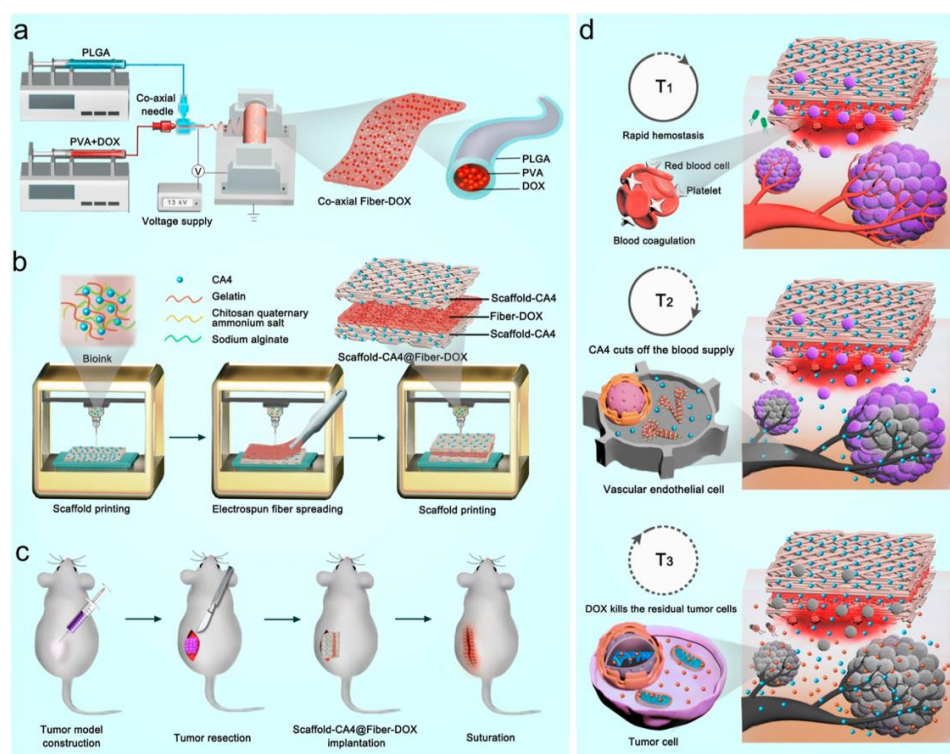 a
PLGA
Co-axial
needle
PVA+DOX
V
13 kV
Voltage supply
Co-axial Fiber-DOX
PLGA
PVA
DOX
b
CA4
Gelatin
Chitosan quaternary
ammonium salt
Sodium alginate
Bioink
Scaffold-CA4
Fiber-DOX
Scaffold-CA4
Scaffold-CA4@Fiber-DOX
Scaffold printing
Electrospun fiber spreading
Scaffold printing
c
Tumor model
construction
Tumor resection
Scaffold-CA4@Fiber-DOX
implantation
Suturation
d
T1
Rapid hemostasis
Red blood cell
Platelet
Blood coagulation
T2
CA4 cuts off the blood supply
Vascular endothelial cell
T3
DOX kills the residual tumor cells
Tumor cell